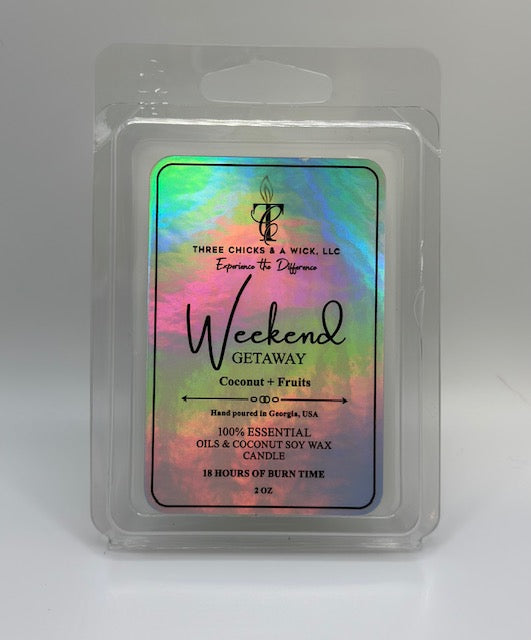 TC
THREE CHICKS & A WICK, LLC
Experience the Difference
Weekend
GETAWAY
Coconut + Fruits
Hand poured in Georgia, USA
100% ESSENTIAL
OILS & COCONUT SOY WAX
CANDLE
18 HOURS OF BURN TIME
2 OZ